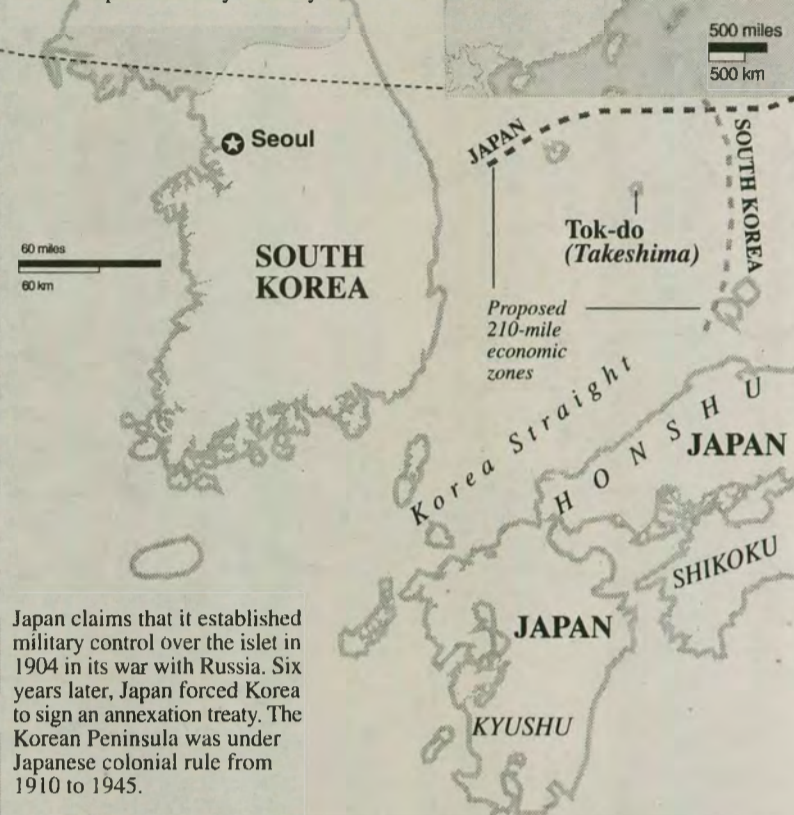 500 miles
500 km
Seoul
JAPAN
SOUTH KOREA
Tok-do
(Takeshima)
60 miles
60 km
SOUTH
KOREA
Proposed
210-mile
economic
zones
Korea Straight
HONSHU
JAPAN
SHIKOKU
JAPAN
KYUSHU
Japan claims that it established
military control over the islet in
1904 in its war with Russia. Six
years later, Japan forced Korea
to sign an annexation treaty. The
Korean Peninsula was under
Japanese colonial rule from
1910 to 1945.